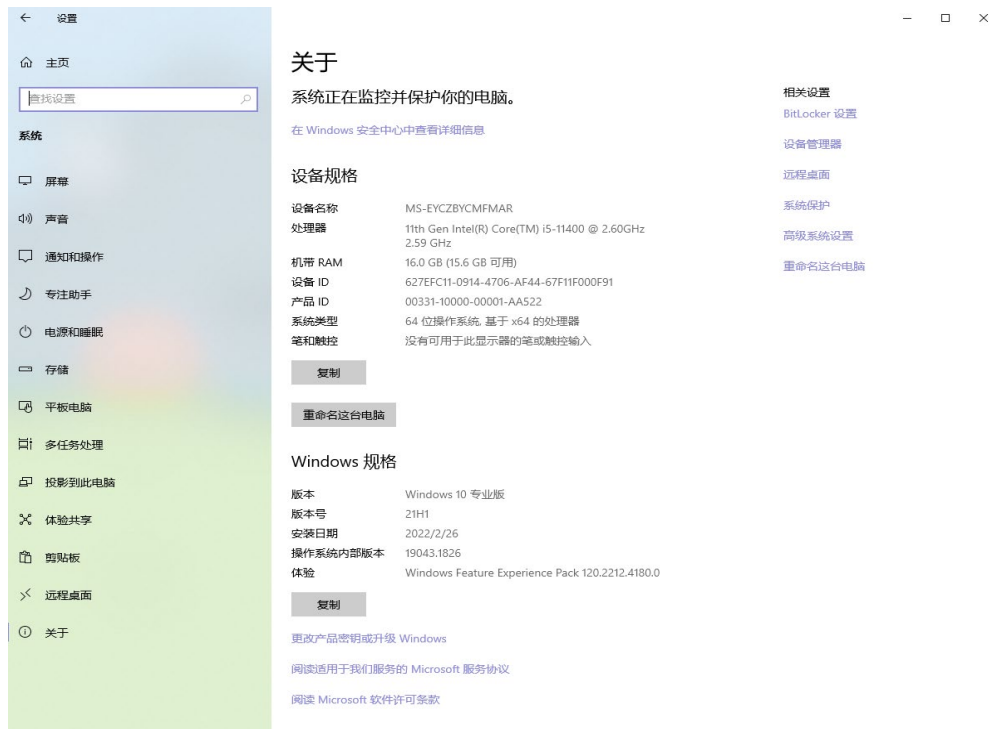 设置
主页
查找设置
系统
屏幕
声音
通知和操作
专注助手
电源和睡眠
存储
平板电脑
多任务处理
投影到此电脑
体验共享
剪贴板
远程桌面
关于
关于
系统正在监控并保护你的电脑。
在 Windows 安全中心中查看详细信息
设备规格
设备名称 MS-EYCZBYCMFMAR
处理器 11th Gen Intel(R) Core(TM) i5-11400 @ 2.60GHz
2.59 GHz
机带 RAM 16.0 GB (15.6 GB 可用)
设备 ID 627EFC11-0914-4706-AF44-67F11F000F91
产品 ID 00331-10000-00001-AA522
系统类型 64 位操作系统, 基于 x64 的处理器
笔和触控 没有可用于此显示器的笔或触控输入
复制
重命名这台电脑
Windows 规格
版本 Windows 10 专业版
版本号 21H1
安装日期 2022/2/26
操作系统内部版本 19043.1826
体验 Windows Feature Experience Pack 120.2212.4180.0
复制
更改产品密钥或升级 Windows
阅读适用于我们服务的 Microsoft 服务协议
阅读 Microsoft 软件许可条款
相关设置
BitLocker 设置
设备管理器
远程桌面
系统保护
高级系统设置
重命名这台电脑